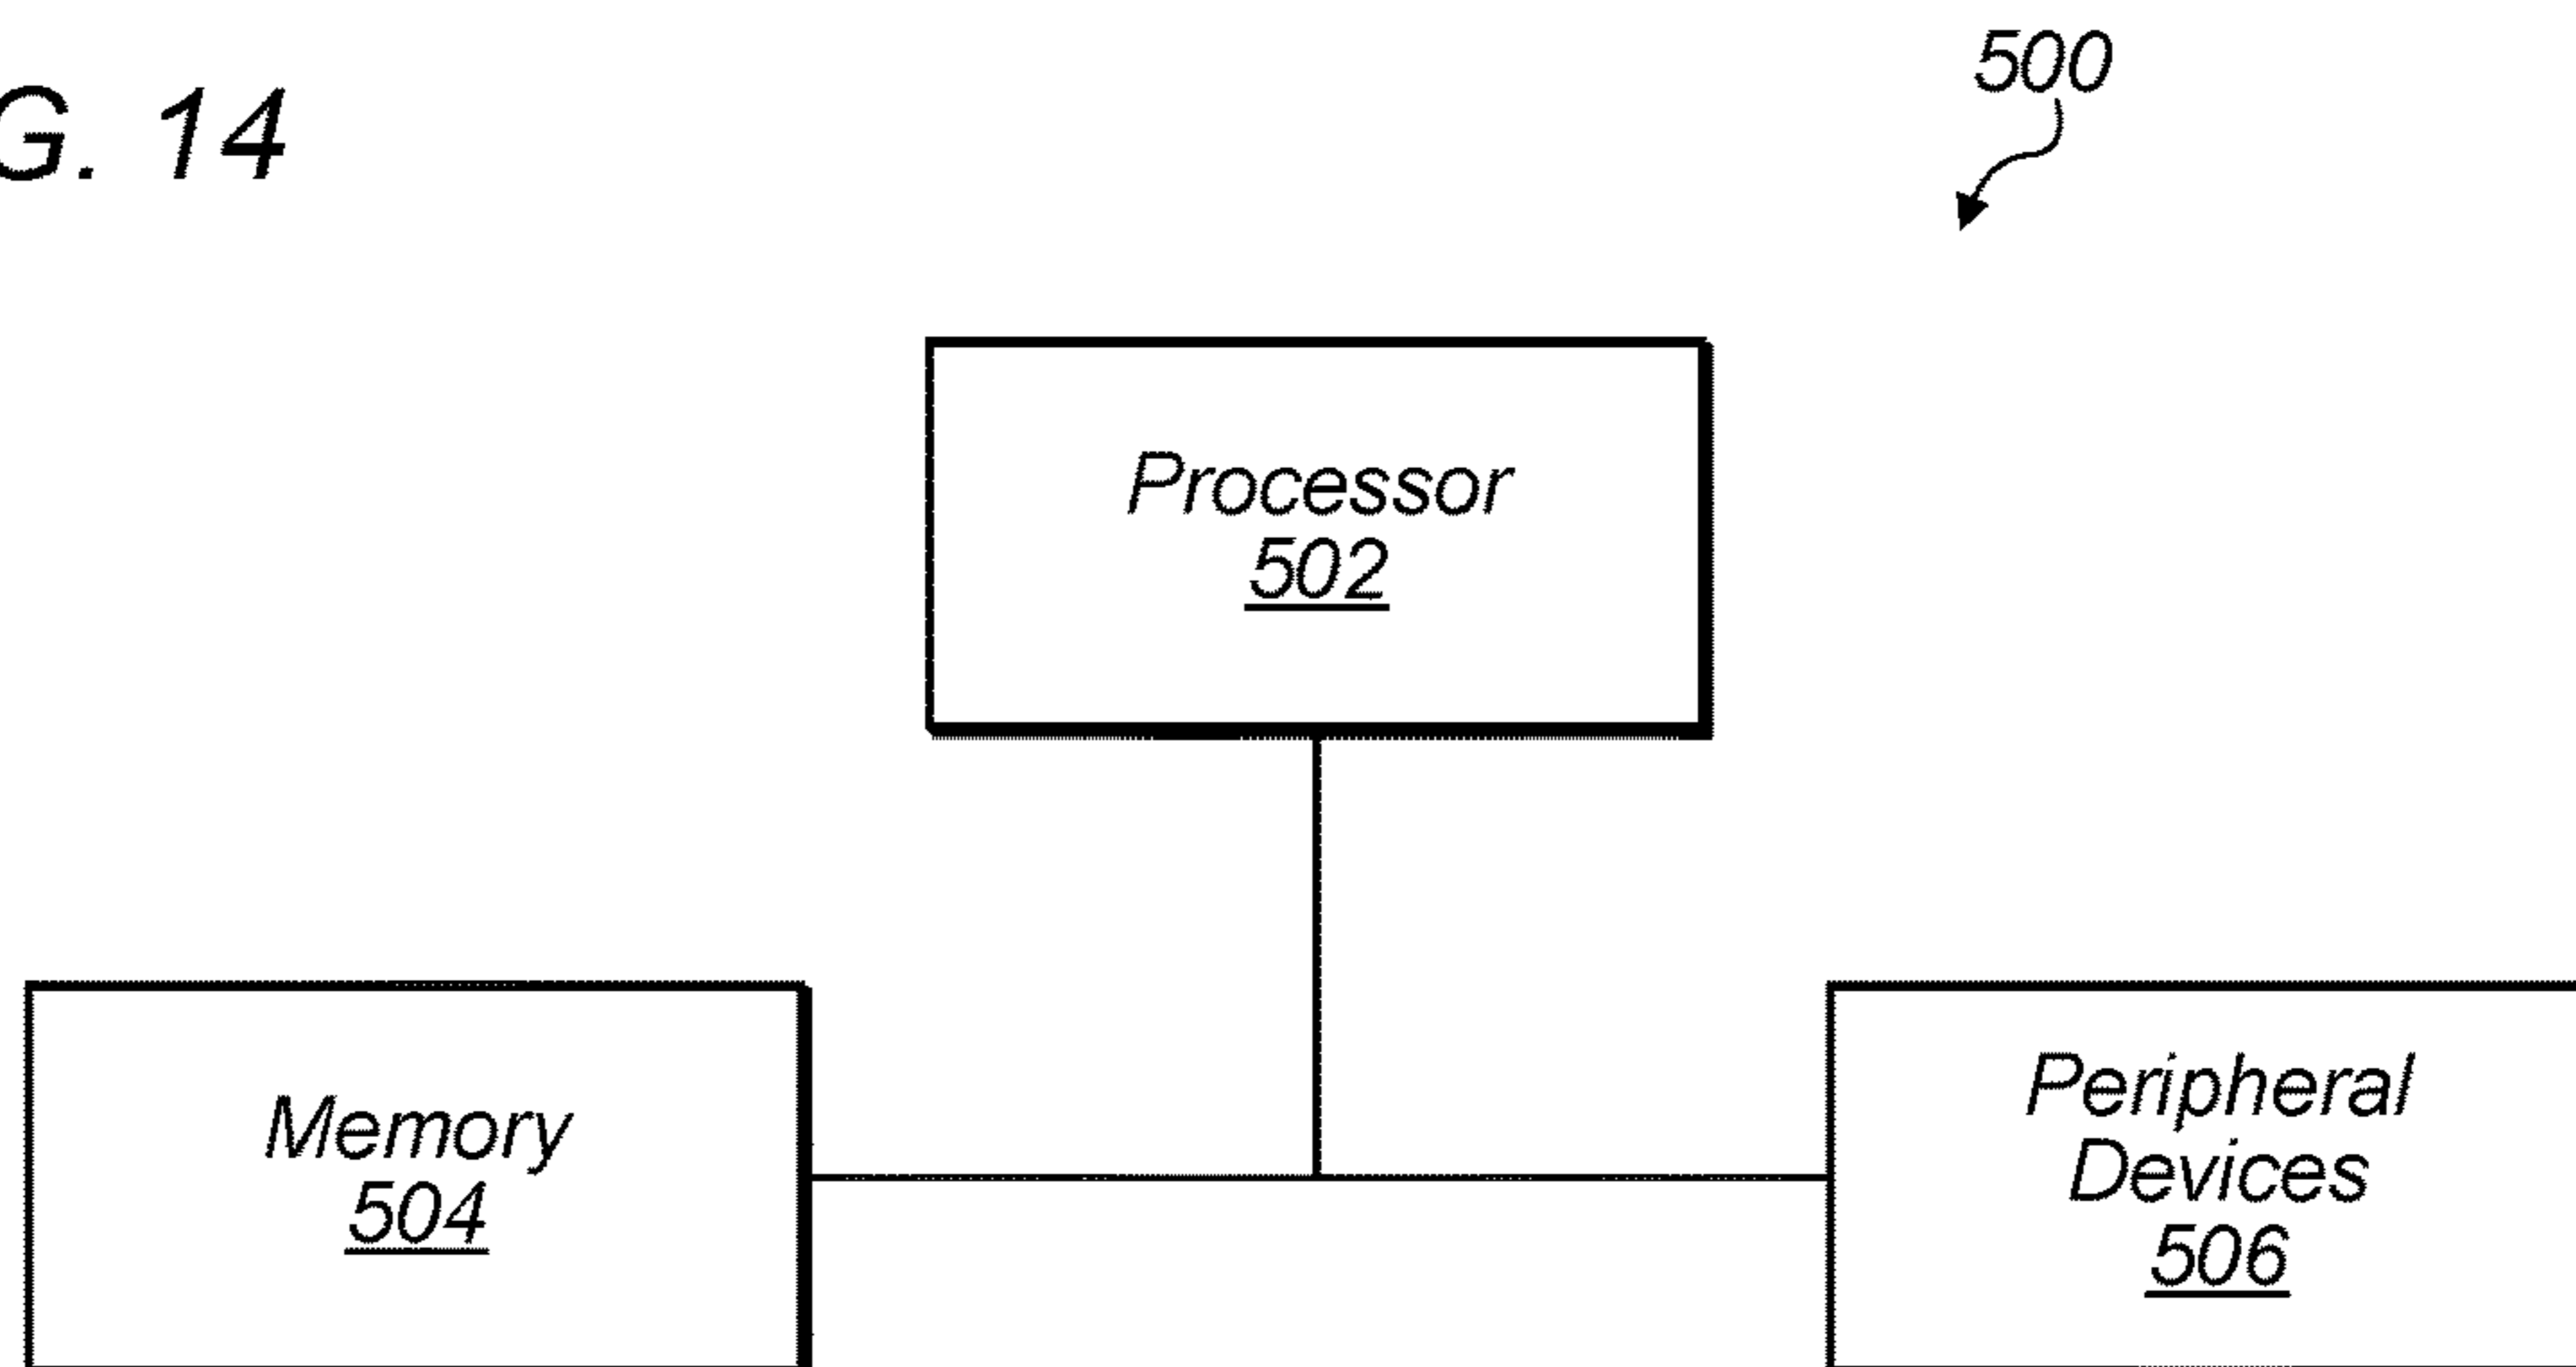 G. 14
500
Processor
502
Memory
504
Peripheral
Devices
506